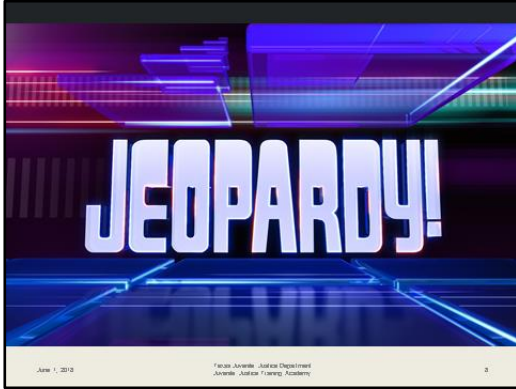 JEOPARDY!
June 1, 2013
Texas Juvenile Justice Department
Juvenile Justice Training Academy
3